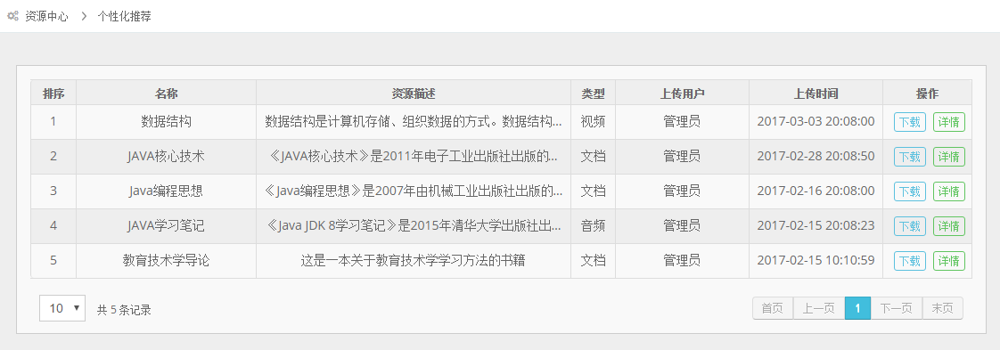 资源中心 > 个性化推荐
排序 名称 资源描述 类型 上传用户 上传时间 操作
1 数据结构 数据结构是计算机存储、组织数据的方式。数据结构... 视频 管理员 2017-03-03 20:08:00 下载 详情
2 JAVA核心技术 《JAVA核心技术》是2011年电子工业出版社出版的... 文档 管理员 2017-02-28 20:08:50 下载 详情
3 Java编程思想 《Java编程思想》是2007年由机械工业出版社出版的... 文档 管理员 2017-02-16 20:08:00 下载 详情
4 JAVA学习笔记 《Java JDK 8学习笔记》是2015年清华大学出版社出... 音频 管理员 2017-02-15 20:08:23 下载 详情
5 教育技术学导论 这是一本关于教育技术学学习方法的书籍 文档 管理员 2017-02-15 10:10:59 下载 详情
10 共 5 条记录 首页 上一页 1 下一页 末页